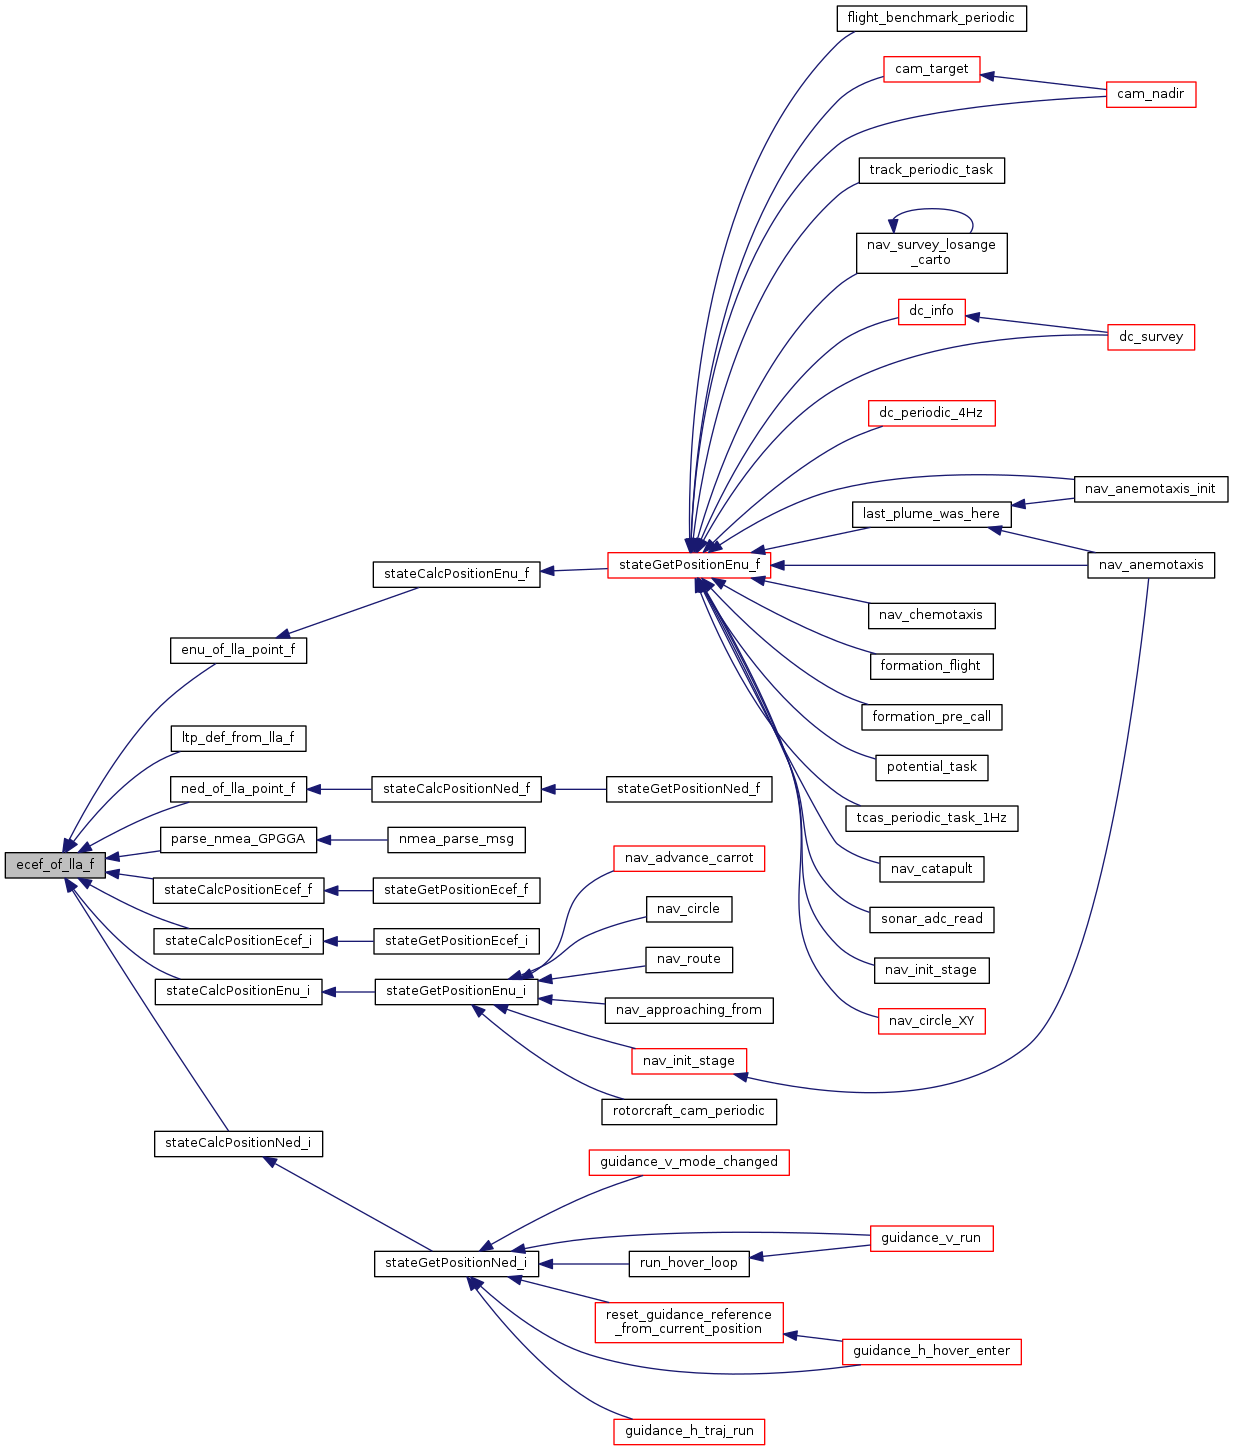 flight_benchmark_periodic
cam_target
cam_nadir
track_periodic_task
nav_survey_losange
_carto
dc_info
dc_survey
dc_periodic_4Hz
nav_anemotaxis_init
last_plume_was_here
stateGetPositionEnu_f
nav_anemotaxis
stateCalcPositionEnu_f
nav_chemotaxis
enu_of_lla_point_f
formation_flight
formation_pre_call
ltp_def_from_lla_f
potential_task
ned_of_lla_point_f
stateCalcPositionNed_f
stateGetPositionNed_f
tcas_periodic_task_1Hz
parse_nmea_GPGGA
nmea_parse_msg
ecef_of_lla_f
nav_advance_carrot
nav_catapult
stateCalcPositionEcef_f
stateGetPositionEcef_f
nav_circle
sonar_adc_read
stateCalcPositionEcef_i
stateGetPositionEcef_i
nav_route
nav_init_stage
stateCalcPositionEnu_i
stateGetPositionEnu_i
nav_approaching_from
nav_circle_XY
nav_init_stage
rotorcraft_cam_periodic
stateCalcPositionNed_i
guidance_v_mode_changed
guidance_v_run
stateGetPositionNed_i
run_hover_loop
reset_guidance_reference
_from_current_position
guidance_h_hover_enter
guidance_h_traj_run